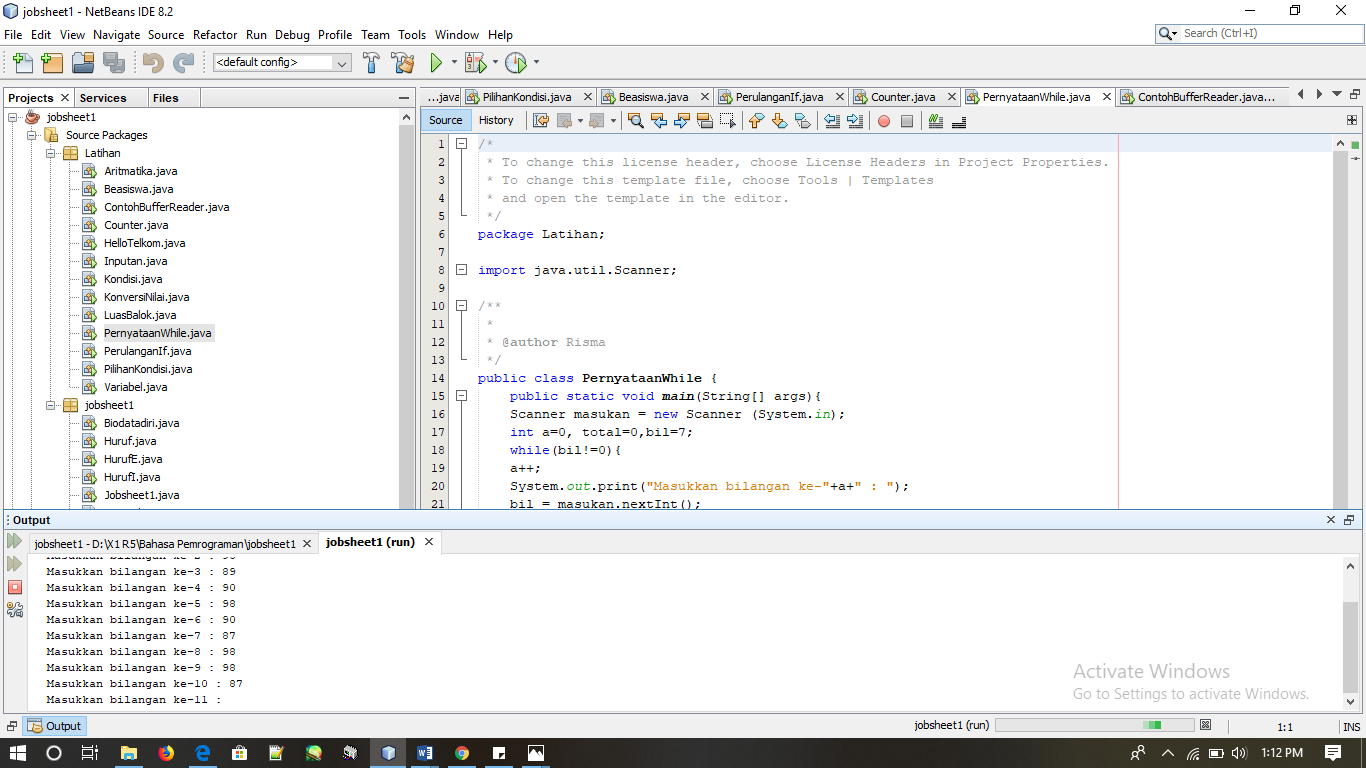 jobsheet1 - NetBeans IDE 8.2
File Edit View Navigate Source Refactor Run Debug Profile Team Tools Window Help
Search (Ctrl+I)
<default config>
Projects Services Files
jobsheet1
Source Packages
Latihan
Aritmatika.java
Beasiswa.java
ContohBufferReader.java
Counter.java
HelloTelkom.java
Inputan.java
Kondisi.java
KonversiNilai.java
LuasBalok.java
PernyataanWhile.java
PerulanganIf.java
PilihanKondisi.java
Variabel.java
jobsheet1
Biodatadiri.java
Huruf.java
HurufE.java
HurufI.java
Jobsheet1.java
...java PilihanKondisi.java Beasiswa.java PerulanganIf.java Counter.java PernyataanWhile.java ContohBufferReader.java...
Source History
1 /*
2 * To change this license header, choose License Headers in Project Properties.
3 * To change this template file, choose Tools | Templates
4 * and open the template in the editor.
5 */
6 package Latihan;
7
8 import java.util.Scanner;
9
10 /**
11 *
12 * @author Risma
13 */
14 public class PernyataanWhile {
15 public static void main(String[] args){
16 Scanner masukan = new Scanner (System.in);
17 int a=0, total=0,bil=7;
18 while(bil!=0){
19 a++;
20 System.out.print("Masukkan bilangan ke-"+a+" : ");
21 bil = masukan.nextInt();
Output
jobsheet1 - D:\X1 R5\Bahasa Pemrograman\jobsheet1 jobsheet1 (run)
Masukkan bilangan ke-2 : 90
Masukkan bilangan ke-3 : 89
Masukkan bilangan ke-4 : 90
Masukkan bilangan ke-5 : 98
Masukkan bilangan ke-6 : 90
Masukkan bilangan ke-7 : 87
Masukkan bilangan ke-8 : 98
Masukkan bilangan ke-9 : 98
Masukkan bilangan ke-10 : 87
Masukkan bilangan ke-11 :
Activate Windows
Go to Settings to activate Windows.
Output
jobsheet1 (run)
1:1
INS
1:12 PM